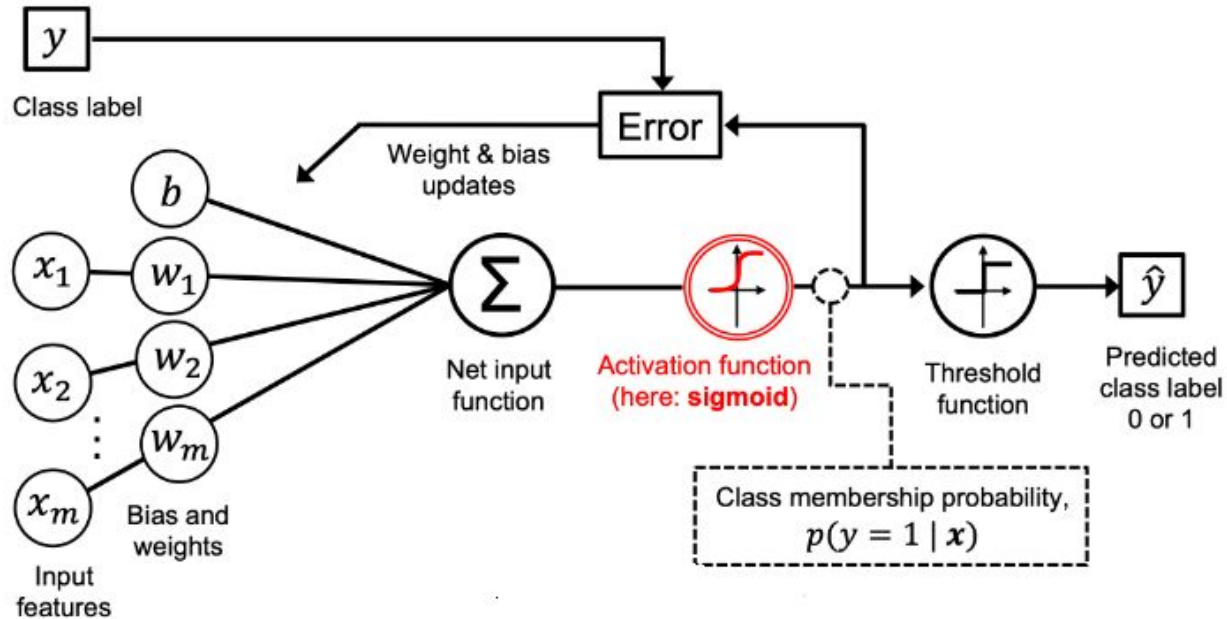 y
Class label
Error
Weight & bias
updates
b
x₁
w₁
x₂
w₂
⋮
xₘ
wₘ
Bias and
weights
Input
features
Σ
Net input
function
Activation function
(here: sigmoid)
Threshold
function
ŷ
Predicted
class label
0 or 1
Class membership probability,
p(y = 1 | x)